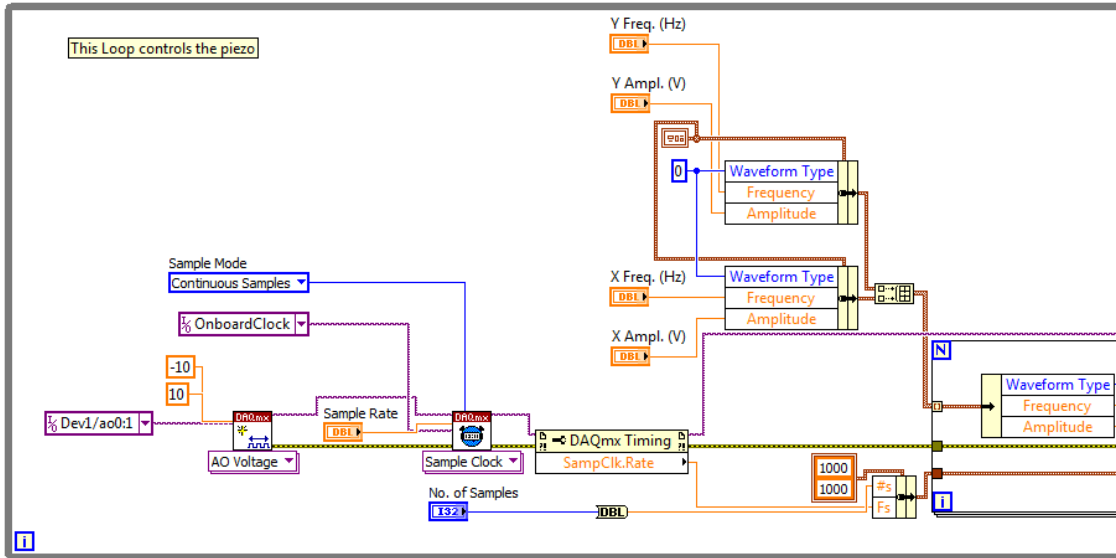 Y Freq. (Hz)
DBL
This Loop controls the piezo
Y Ampl. (V)
DBL
0
Waveform Type
Frequency
Amplitude
Sample Mode
Continuous Samples
X Freq. (Hz)
DBL
Waveform Type
Frequency
Amplitude
I/O OnboardClock
X Ampl. (V)
DBL
N
-10
10
Waveform Type
Frequency
Amplitude
I/O Dev1/ao0:1
DAQmx
AO Voltage
Sample Rate
DBL
DAQmx
Sample Clock
DAQmx Timing
SampClk.Rate
1000
1000
#s
Fs
No. of Samples
I32
DBL
i
i